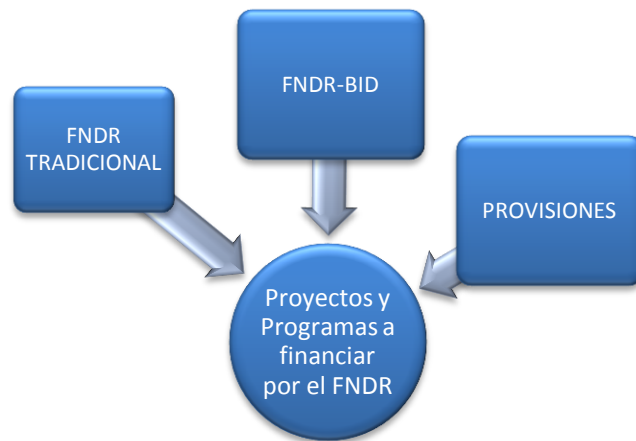 FNDR-BID
FNDR
TRADICIONAL
PROVISIONES
Proyectos y
Programas a
financiar
por el FNDR